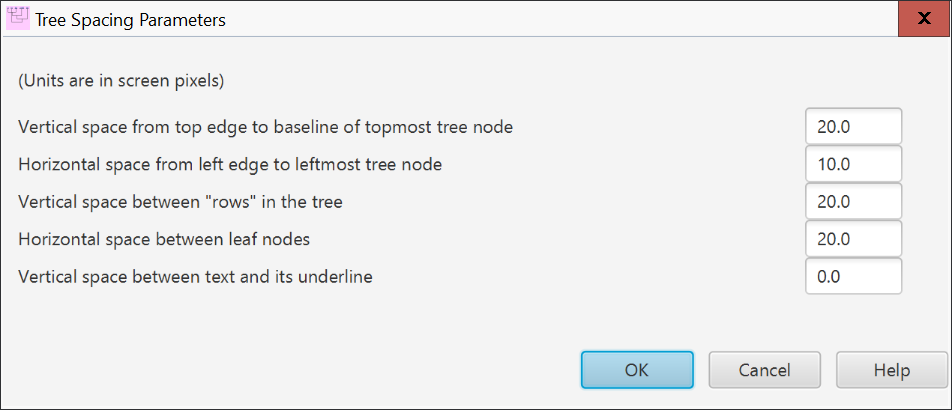 Tree Spacing Parameters
X
(Units are in screen pixels)
Vertical space from top edge to baseline of topmost tree node 20.0
Horizontal space from left edge to leftmost tree node 10.0
Vertical space between "rows" in the tree 20.0
Horizontal space between leaf nodes 20.0
Vertical space between text and its underline 0.0
OK Cancel Help